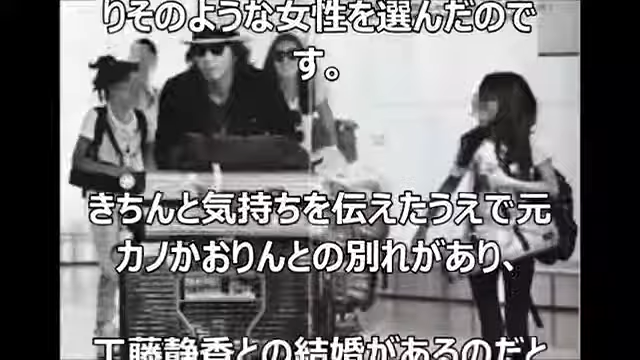 りそのような女性を選んだので
す。
きちんと気持ちを伝えたうえで元
カノかおりんとの別れがあり、
工藤静香との結婚があるのだと